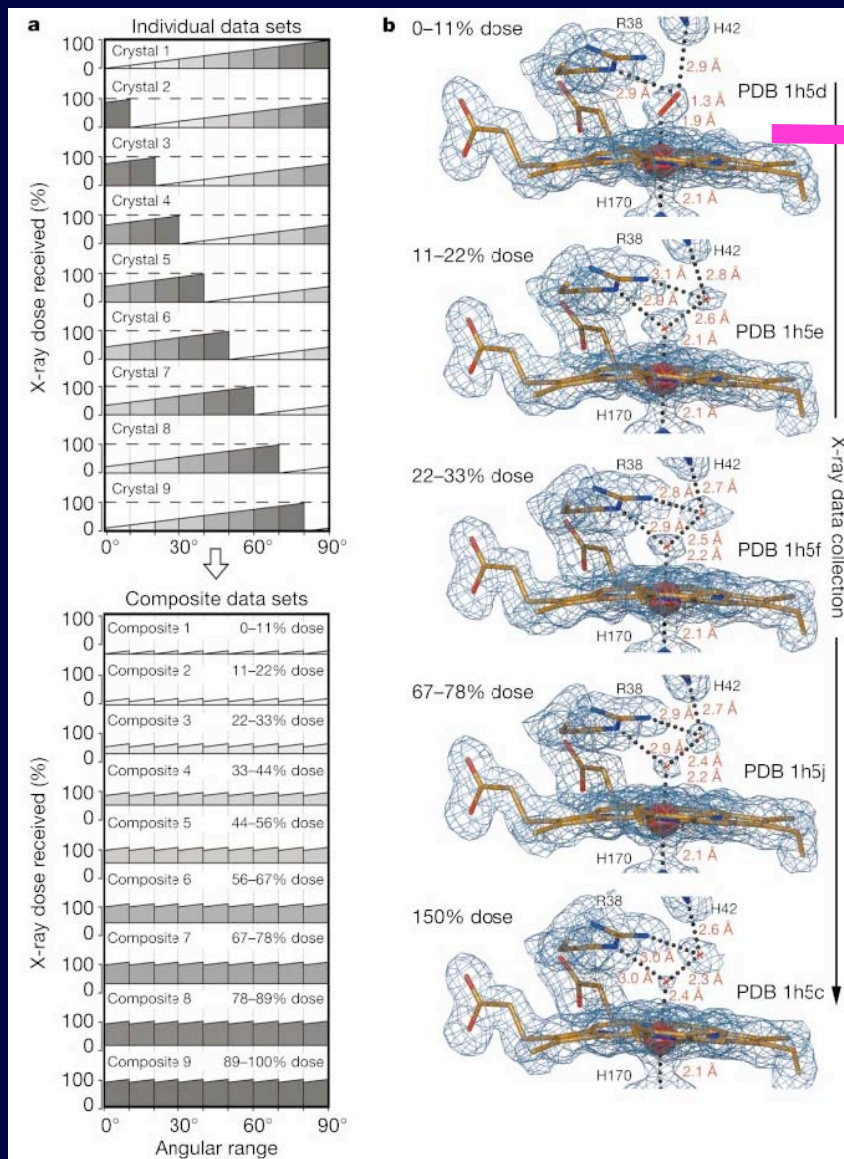 a
Individual data sets
X-ray dose received (%)
100
0
Crystal 1
100
0
Crystal 2
100
0
Crystal 3
100
0
Crystal 4
100
0
Crystal 5
100
0
Crystal 6
100
0
Crystal 7
100
0
Crystal 8
100
0
Crystal 9
0° 30° 60° 90°
Composite data sets
X-ray dose received (%)
100
0
Composite 1 0–11% dose
100
0
Composite 2 11–22% dose
100
0
Composite 3 22–33% dose
100
0
Composite 4 33–44% dose
100
0
Composite 5 44–56% dose
100
0
Composite 6 56–67% dose
100
0
Composite 7 67–78% dose
100
0
Composite 8 78–89% dose
100
0
Composite 9 89–100% dose
0° 30° 60° 90°
Angular range
b
0–11% dose
R38
H42
2.9 Å
2.9 Å
1.3 Å
1.9 Å
PDB 1h5d
H170
2.1 Å
11–22% dose
R38
H42
3.1 Å
2.8 Å
2.9 Å
2.6 Å
2.1 Å
PDB 1h5e
H170
2.1 Å
22–33% dose
R38
H42
2.8 Å
2.7 Å
2.9 Å
2.5 Å
2.2 Å
PDB 1h5f
H170
2.1 Å
67–78% dose
R38
H42
2.9 Å
2.7 Å
2.9 Å
2.4 Å
2.2 Å
PDB 1h5j
H170
2.1 Å
150% dose
R38
H42
2.6 Å
3.0 Å
3.0 Å
2.3 Å
2.4 Å
PDB 1h5c
H170
2.1 Å
X-ray data collection